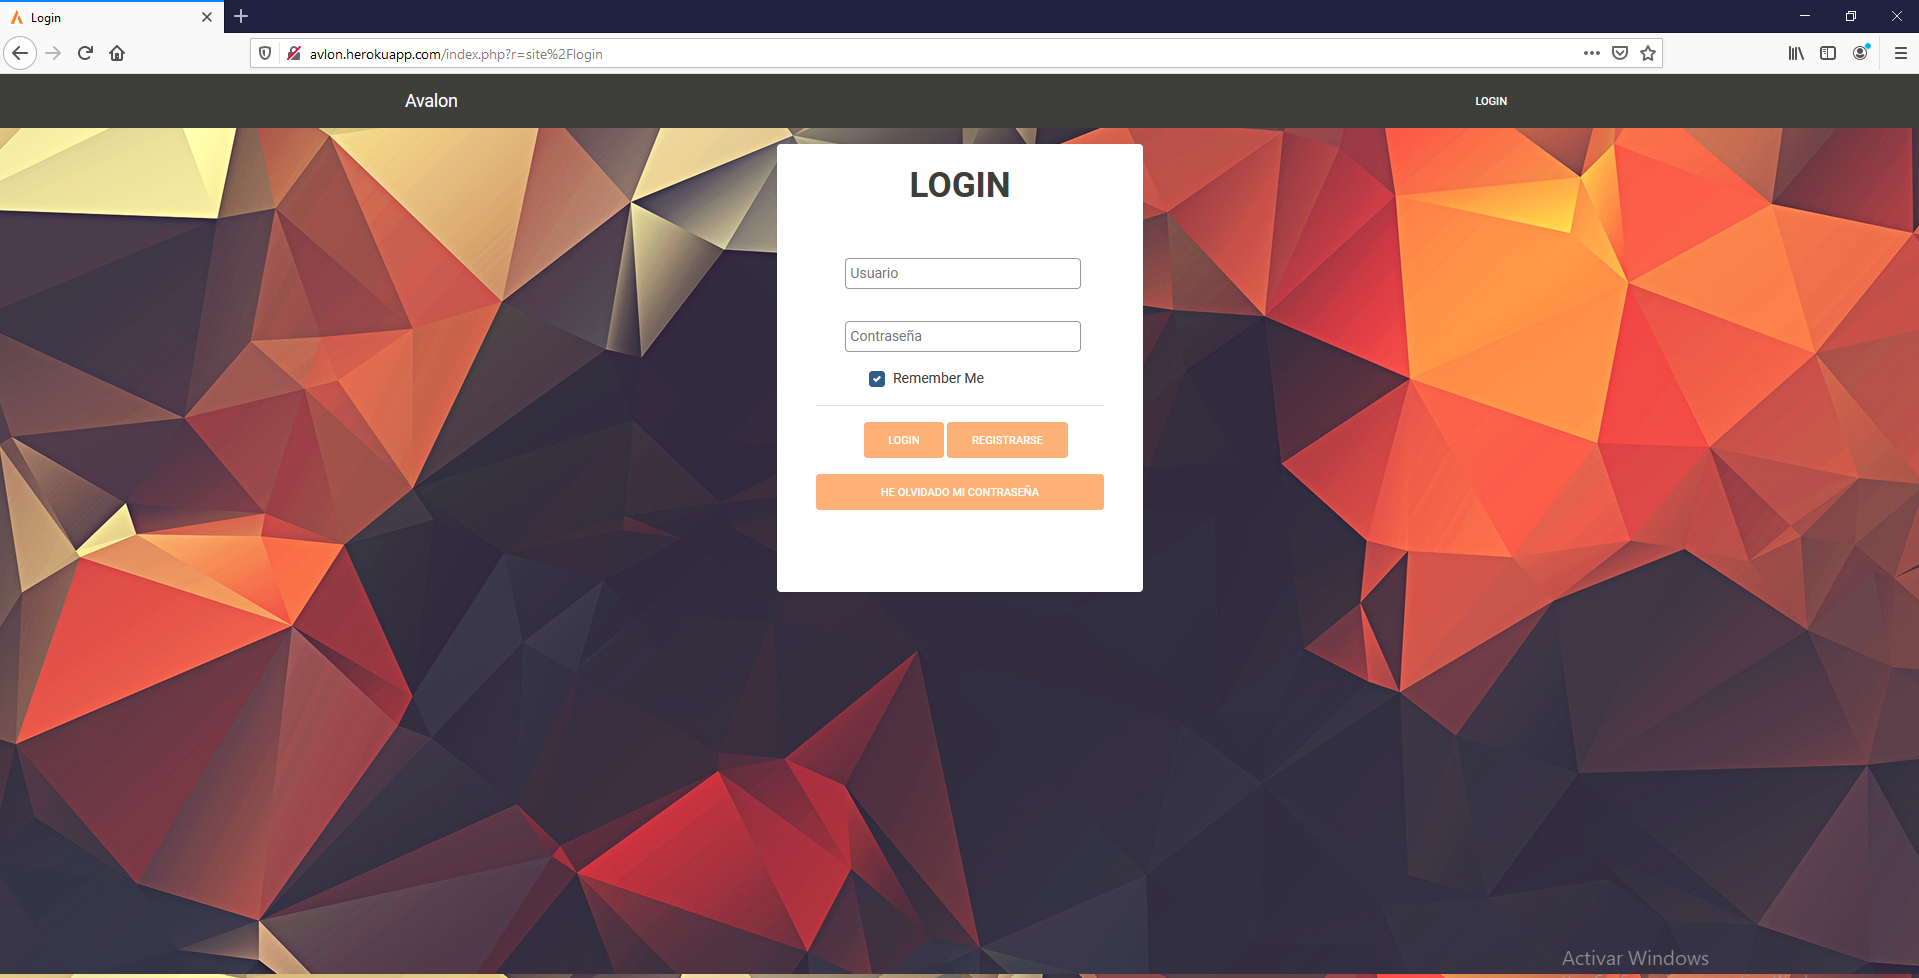 Login
avlon.herokuapp.com/index.php?r=site%2Flogin
Avalon
LOGIN
LOGIN
Usuario
Contraseña
Remember Me
LOGIN
REGISTRARSE
HE OLVIDADO MI CONTRASEÑA
Activar Windows